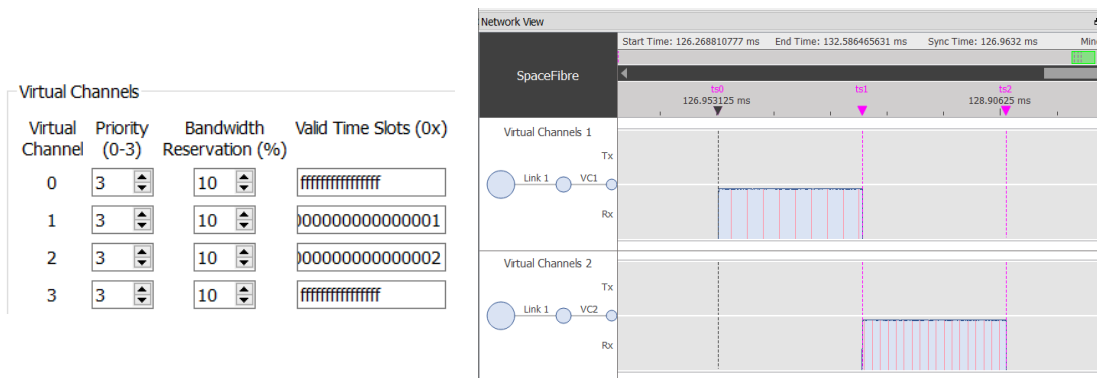 Virtual Channels
Virtual Channel Priority (0-3) Bandwidth Reservation (%) Valid Time Slots (0x)
0 3 10 ffffffffffffffff
1 3 10 000000000000001
2 3 10 000000000000002
3 3 10 ffffffffffffffff
Network View
Start Time: 126.268810777 ms End Time: 132.586465631 ms Sync Time: 126.9632 ms
SpaceFibre
ts0 ts1 ts2
126.953125 ms 128.90625 ms
Virtual Channels 1
Tx
Link 1 VC1
Rx
Virtual Channels 2
Tx
Link 1 VC2
Rx